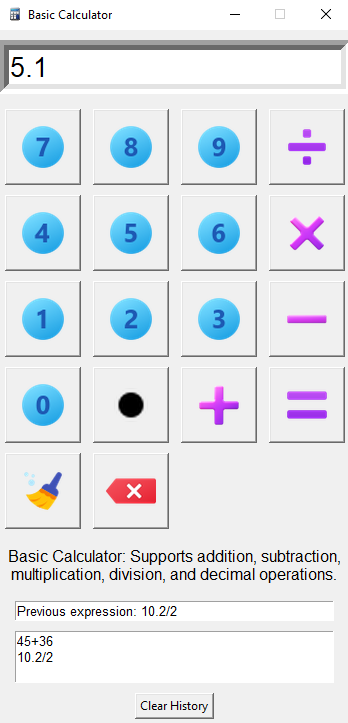 Basic Calculator
5.1
7 8 9 ÷
4 5 6 ×
1 2 3 −
0 . + =
Basic Calculator: Supports addition, subtraction,
multiplication, division, and decimal operations.
Previous expression: 10.2/2
45+36
10.2/2
Clear History